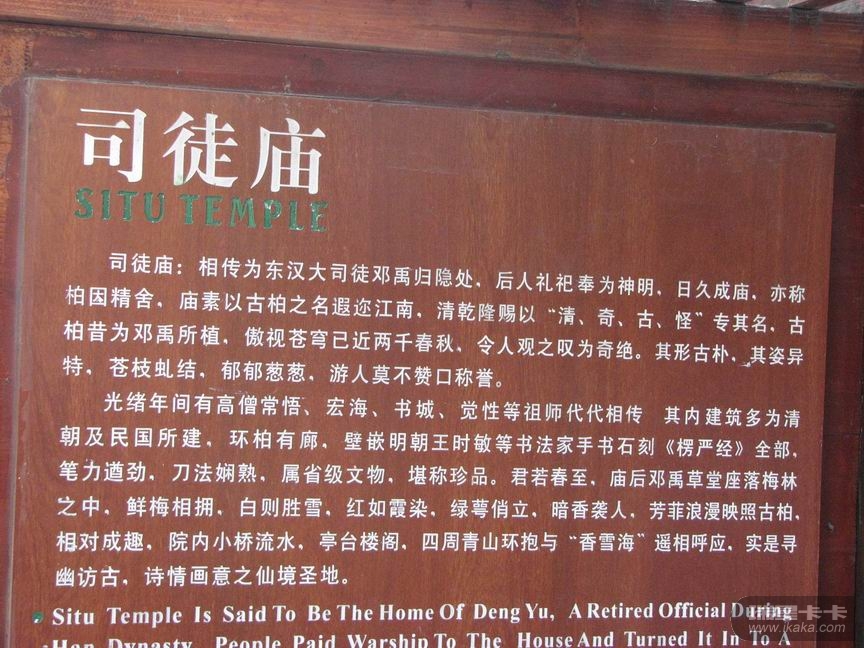 司徒庙
SITU TEMPLE
司徒庙：相传为东汉大司徒邓禹归隐处，后人礼祀奉为神明，日久成庙，亦称
柏因精舍，庙素以古柏之名遐迩江南，清乾隆赐以“清、奇、古、怪”专其名，古
柏昔为邓禹所植，傲视苍穹已近两千春秋，令人观之叹为奇绝。其形古朴，其姿异
特，苍枝虬结，郁郁葱葱，游人莫不赞口称誉。
光绪年间有高僧常悟、宏海、书城、觉性等祖师代代相传 其内建筑多为清
朝及民国所建，环柏有廊，壁嵌明朝王时敏等书法家手书石刻《楞严经》全部，
笔力遒劲，刀法娴熟，属省级文物，堪称珍品。君若春至，庙后邓禹草堂座落梅林
之中，鲜梅相拥，白则胜雪，红如霞染，绿萼俏立，暗香袭人，芳菲浪漫映照古柏，
相对成趣，院内小桥流水，亭台楼阁，四周青山环抱与“香雪海”遥相呼应，实是寻
幽访古，诗情画意之仙境圣地。
Situ Temple Is Said To Be The Home Of Deng Yu, A Retired Official During
Han Dynasty. People Paid Warship To The House And Turned It In To A
www.jkaka.com